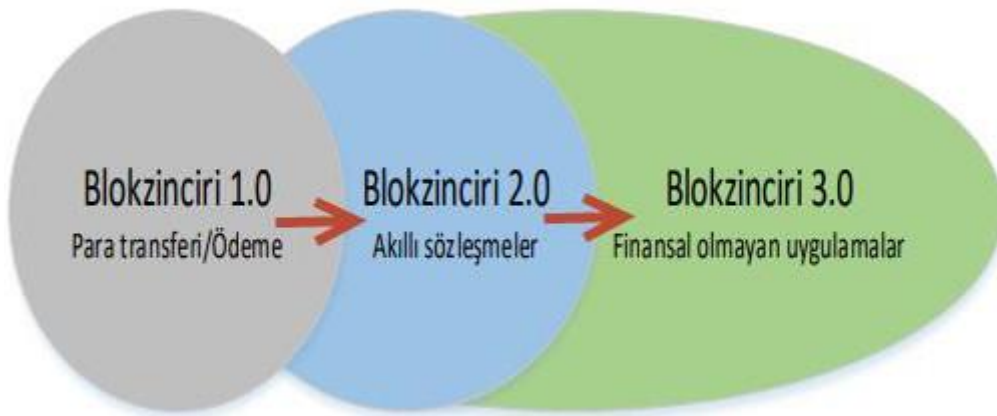 Blokzinciri 1.0
Para transferi/Ödeme
Blokzinciri 2.0
Akıllı sözleşmeler
Blokzinciri 3.0
Finansal olmayan uygulamalar